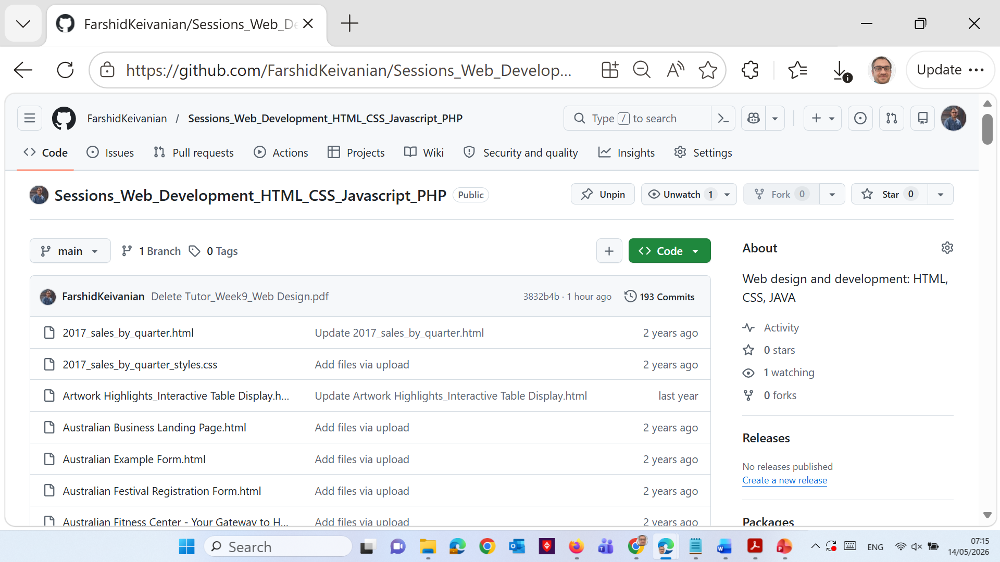 FarshidKeivanian/Sessions_Web_De
https://github.com/FarshidKeivanian/Sessions_Web_Develop...
Update
FarshidKeivanian / Sessions_Web_Development_HTML_CSS_Javascript_PHP
Type / to search
Code Issues Pull requests Actions Projects Wiki Security and quality Insights Settings
Sessions_Web_Development_HTML_CSS_Javascript_PHP Public
Unpin Unwatch 1 Fork 0 Star 0
main 1 Branch 0 Tags
Code
FarshidKeivanian Delete Tutor_Week9_Web Design.pdf 3832b4b · 1 hour ago 193 Commits
2017_sales_by_quarter.html Update 2017_sales_by_quarter.html 2 years ago
2017_sales_by_quarter_styles.css Add files via upload 2 years ago
Artwork Highlights_Interactive Table Display.h... Update Artwork Highlights_Interactive Table Display.html last year
Australian Business Landing Page.html Add files via upload 2 years ago
Australian Example Form.html Add files via upload 2 years ago
Australian Festival Registration Form.html Add files via upload 2 years ago
Australian Fitness Center - Your Gateway to H... Add files via upload 2 years ago
About
Web design and development: HTML,
CSS, JAVA
Activity
0 stars
1 watching
0 forks
Releases
No releases published
Create a new release
Packages
Search
ENG
07:15
14/05/2026